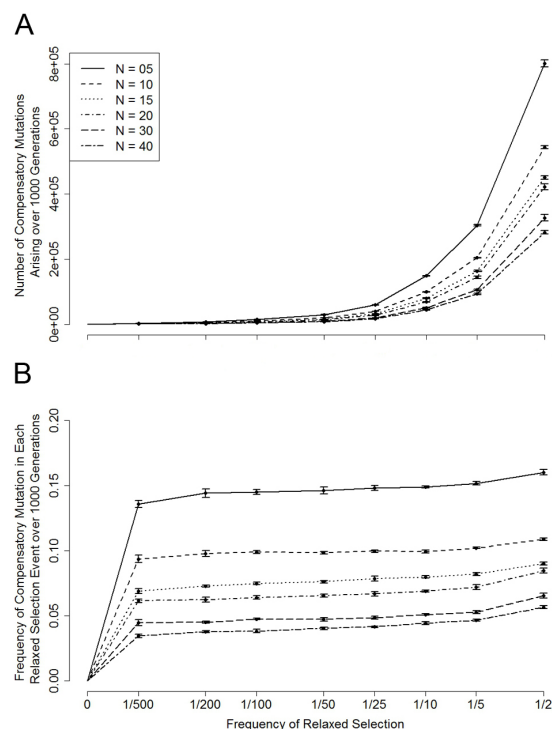 A
Number of Compensatory Mutations
Arising over 1000 Generations
8e+05
6e+05
4e+05
2e+05
0e+00
N = 05
N = 10
N = 15
N = 20
N = 30
N = 40
B
Frequency of Compensatory Mutation in Each
Relaxed Selection Event over 1000 Generations
0.20
0.15
0.10
0.05
0.00
0 1/500 1/200 1/100 1/50 1/25 1/10 1/5 1/2
Frequency of Relaxed Selection